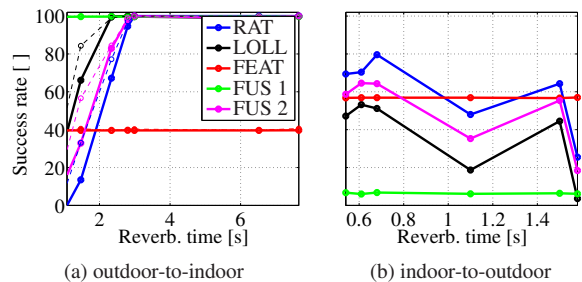 Success rate [ ]
100
80
60
40
20
0
RAT
LOLL
FEAT
FUS 1
FUS 2
2 4 6
Reverb. time [s]
0.6 0.8 1 1.2 1.4
Reverb. time [s]
(a) outdoor-to-indoor
(b) indoor-to-outdoor